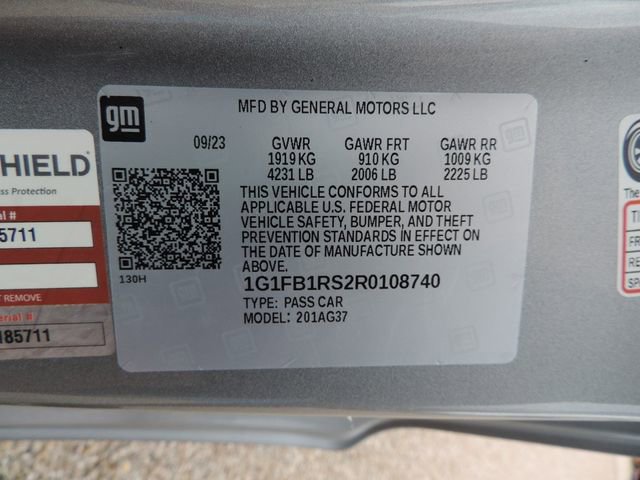 gm
MFD BY GENERAL MOTORS LLC
09/23 GVWR GAWR FRT GAWR RR
1919 KG 910 KG 1009 KG
4231 LB 2006 LB 2225 LB
THIS VEHICLE CONFORMS TO ALL
APPLICABLE U.S. FEDERAL MOTOR
VEHICLE SAFETY, BUMPER, AND THEFT
PREVENTION STANDARDS IN EFFECT ON
THE DATE OF MANUFACTURE SHOWN
ABOVE.
130H
1G1FB1RS2R0108740
TYPE: PASS CAR
MODEL: 201AG37
HIELD
Protection
5711
T REMOVE
185711